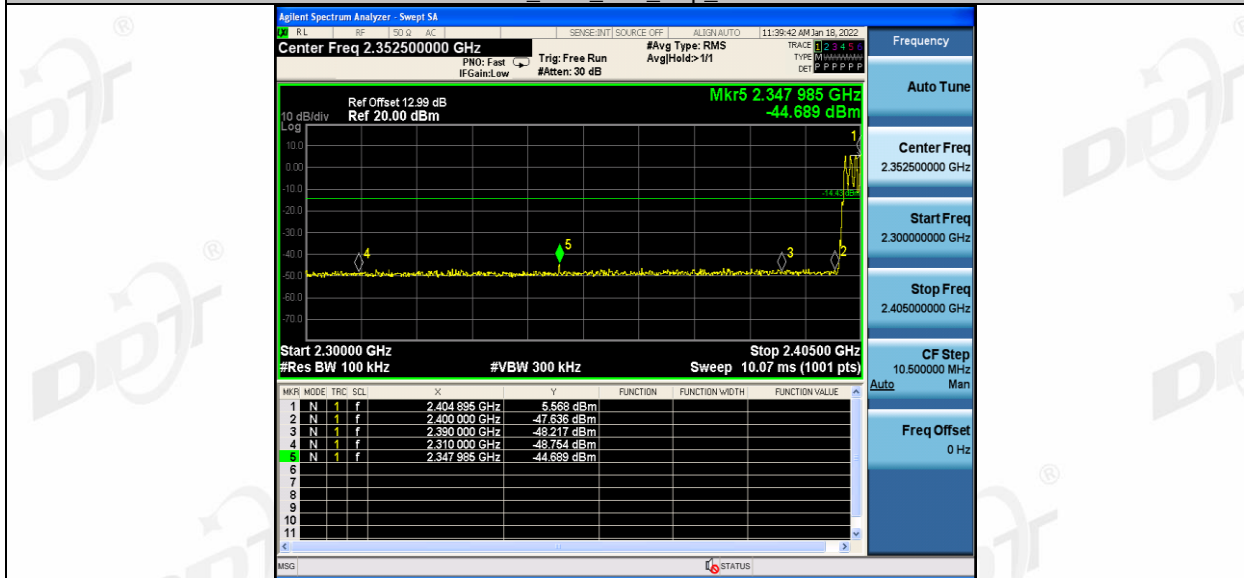 Agilent Spectrum Analyzer - Swept SA
RL RF 50 Ω AC SENSE:INT SOURCE OFF ALIGN AUTO 11:39:42 AM Jan 18, 2022
Center Freq 2.352500000 GHz
#Avg Type: RMS
TRACE 1 2 3 4 5 6
PNO: Fast Trig: Free Run Avg|Hold:>1/1
TYPE M
IFGain:Low #Atten: 30 dB
DET P P P P P P
Frequency
Auto Tune
Center Freq
2.352500000 GHz
Start Freq
2.300000000 GHz
Stop Freq
2.405000000 GHz
CF Step
10.500000 MHz
Auto Man
Freq Offset
0 Hz
Mkr5 2.347 985 GHz
-44.689 dBm
Ref Offset 12.99 dB
10 dB/div Ref 20.00 dBm
Log
10.0
0.00
-10.0
-20.0
-30.0
-40.0
-50.0
-60.0
-70.0
1
4
5
3
2
Start 2.30000 GHz Stop 2.40500 GHz
#Res BW 100 kHz #VBW 300 kHz Sweep 10.07 ms (1001 pts)
MKR MODE TRC SCL X Y FUNCTION FUNCTION WIDTH FUNCTION VALUE
1 N 1 f 2.404 895 GHz 5.568 dBm
2 N 1 f 2.400 000 GHz -47.636 dBm
3 N 1 f 2.390 000 GHz -48.217 dBm
4 N 1 f 2.310 000 GHz -48.754 dBm
5 N 1 f 2.347 985 GHz -44.689 dBm
6
7
8
9
10
11
MSG STATUS
DDT
®